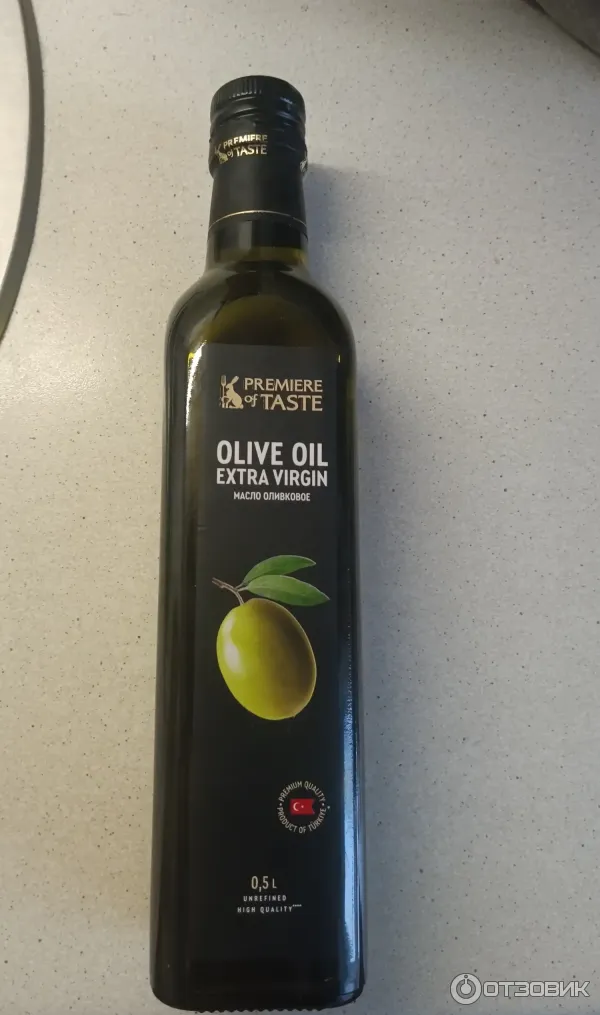 PREMIERE
of TASTE
PREMIERE
of TASTE
OLIVE OIL
EXTRA VIRGIN
МАСЛО ОЛИВКОВОЕ
PREMIUM QUALITY
PRODUCT OF TÜRKIYE
0,5 L
UNREFINED
HIGH QUALITY****
ОТЗОВИК